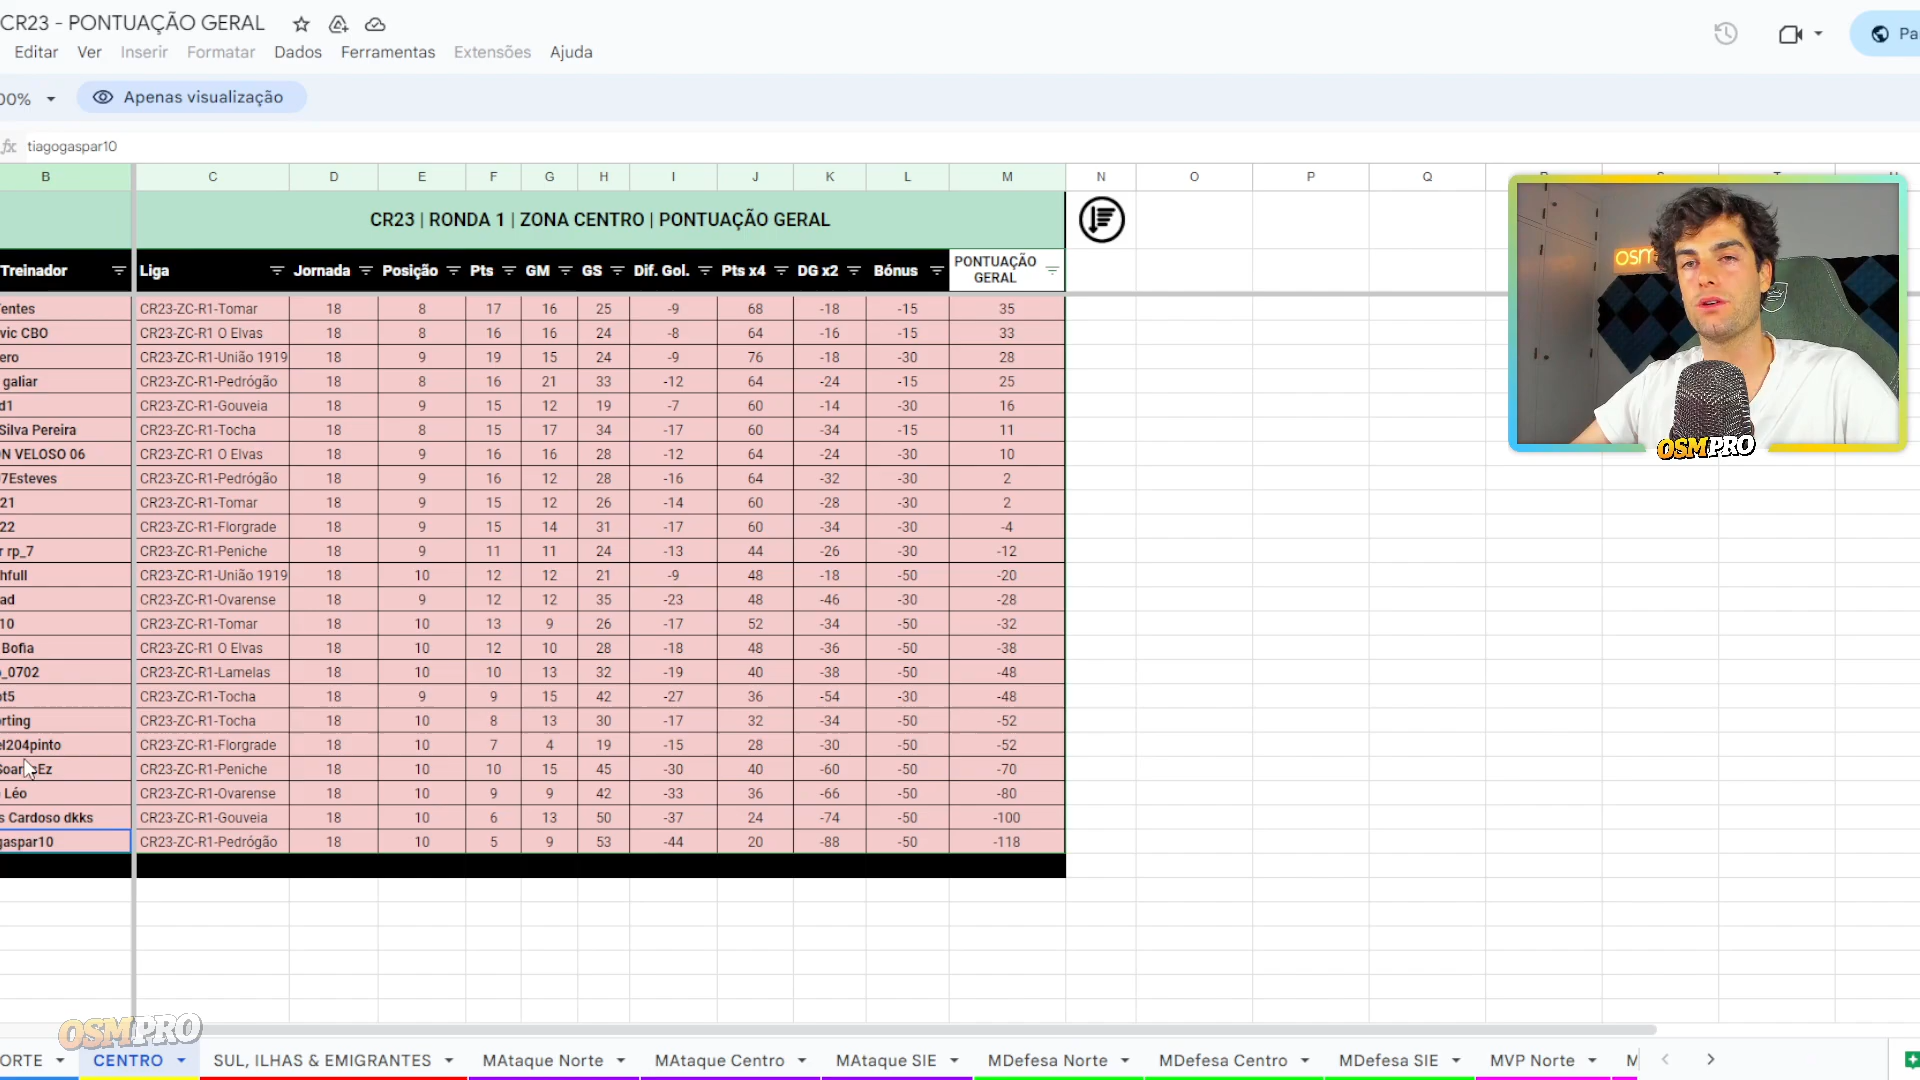 CR23 - PONTUAÇÃO GERAL
Editar Ver Inserir Formatar Dados Ferramentas Extensões Ajuda
00% Apenas visualização
fx tiagogaspar10
B C D E F G H I J K L M N O P Q
CR23 | RONDA 1 | ZONA CENTRO | PONTUAÇÃO GERAL
Treinador Liga Jornada Posição Pts GM GS Dif. Gol. Pts x4 DG x2 Bónus PONTUAÇÃO GERAL
entes CR23-ZC-R1-Tomar 18 8 17 16 25 -9 68 -18 -15 35
vic CBO CR23-ZC-R1 O Elvas 18 8 16 16 24 -8 64 -16 -15 33
ero CR23-ZC-R1-União 1919 18 9 19 15 24 -9 76 -18 -30 28
galiar CR23-ZC-R1-Pedrógão 18 8 16 21 33 -12 64 -24 -15 25
d1 CR23-ZC-R1-Gouveia 18 9 15 12 19 -7 60 -14 -30 16
Silva Pereira CR23-ZC-R1-Tocha 18 8 15 17 34 -17 60 -34 -15 11
N VELOSO 06 CR23-ZC-R1 O Elvas 18 9 16 16 28 -12 64 -24 -30 10
7Esteves CR23-ZC-R1-Pedrógão 18 9 16 12 28 -16 64 -32 -30 2
21 CR23-ZC-R1-Tomar 18 9 15 12 26 -14 60 -28 -30 2
22 CR23-ZC-R1-Florgrade 18 9 15 14 31 -17 60 -34 -30 -4
r rp_7 CR23-ZC-R1-Peniche 18 9 11 11 24 -13 44 -26 -30 -12
hfull CR23-ZC-R1-União 1919 18 10 12 12 21 -9 48 -18 -50 -20
ad CR23-ZC-R1-Ovarense 18 9 12 12 35 -23 48 -46 -30 -28
10 CR23-ZC-R1-Tomar 18 10 13 9 26 -17 52 -34 -50 -32
Bofia CR23-ZC-R1 O Elvas 18 10 12 10 28 -18 48 -36 -50 -38
_0702 CR23-ZC-R1-Lamelas 18 10 10 13 32 -19 40 -38 -50 -48
t5 CR23-ZC-R1-Tocha 18 9 9 15 42 -27 36 -54 -30 -48
orting CR23-ZC-R1-Tocha 18 10 8 13 30 -17 32 -34 -50 -52
el204pinto CR23-ZC-R1-Florgrade 18 10 7 4 19 -15 28 -30 -50 -52
CR23-ZC-R1-Peniche 18 10 10 15 45 -30 40 -60 -50 -70
Léo CR23-ZC-R1-Ovarense 18 10 9 9 42 -33 36 -66 -50 -80
s Cardoso dkks CR23-ZC-R1-Gouveia 18 10 6 13 50 -37 24 -74 -50 -100
gaspar10 CR23-ZC-R1-Pedrógão 18 10 5 9 53 -44 20 -88 -50 -118
osm
OSMPRO
OSMPRO
ORTE CENTRO SUL, ILHAS & EMIGRANTES MAtaque Norte MAtaque Centro MAtaque SIE MDefesa Norte MDefesa Centro MDefesa SIE MVP Norte M
Pa